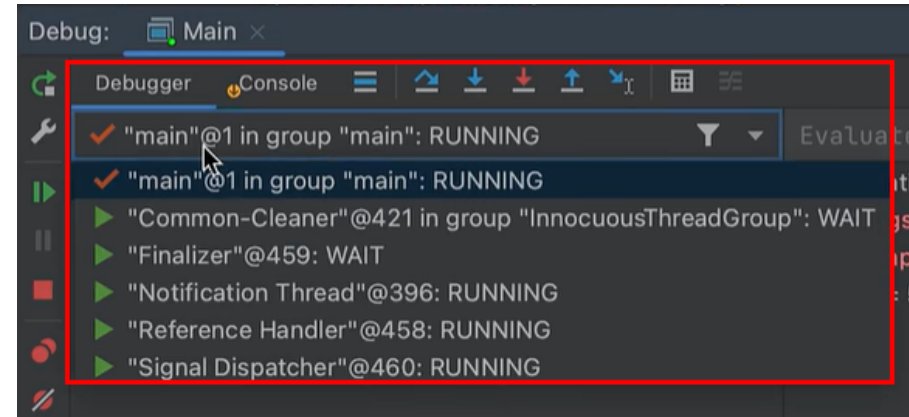 Debug: Main
Debugger Console
"main"@1 in group "main": RUNNING
Evaluate
"main"@1 in group "main": RUNNING
"Common-Cleaner"@421 in group "InnocuousThreadGroup": WAIT
"Finalizer"@459: WAIT
"Notification Thread"@396: RUNNING
"Reference Handler"@458: RUNNING
"Signal Dispatcher"@460: RUNNING